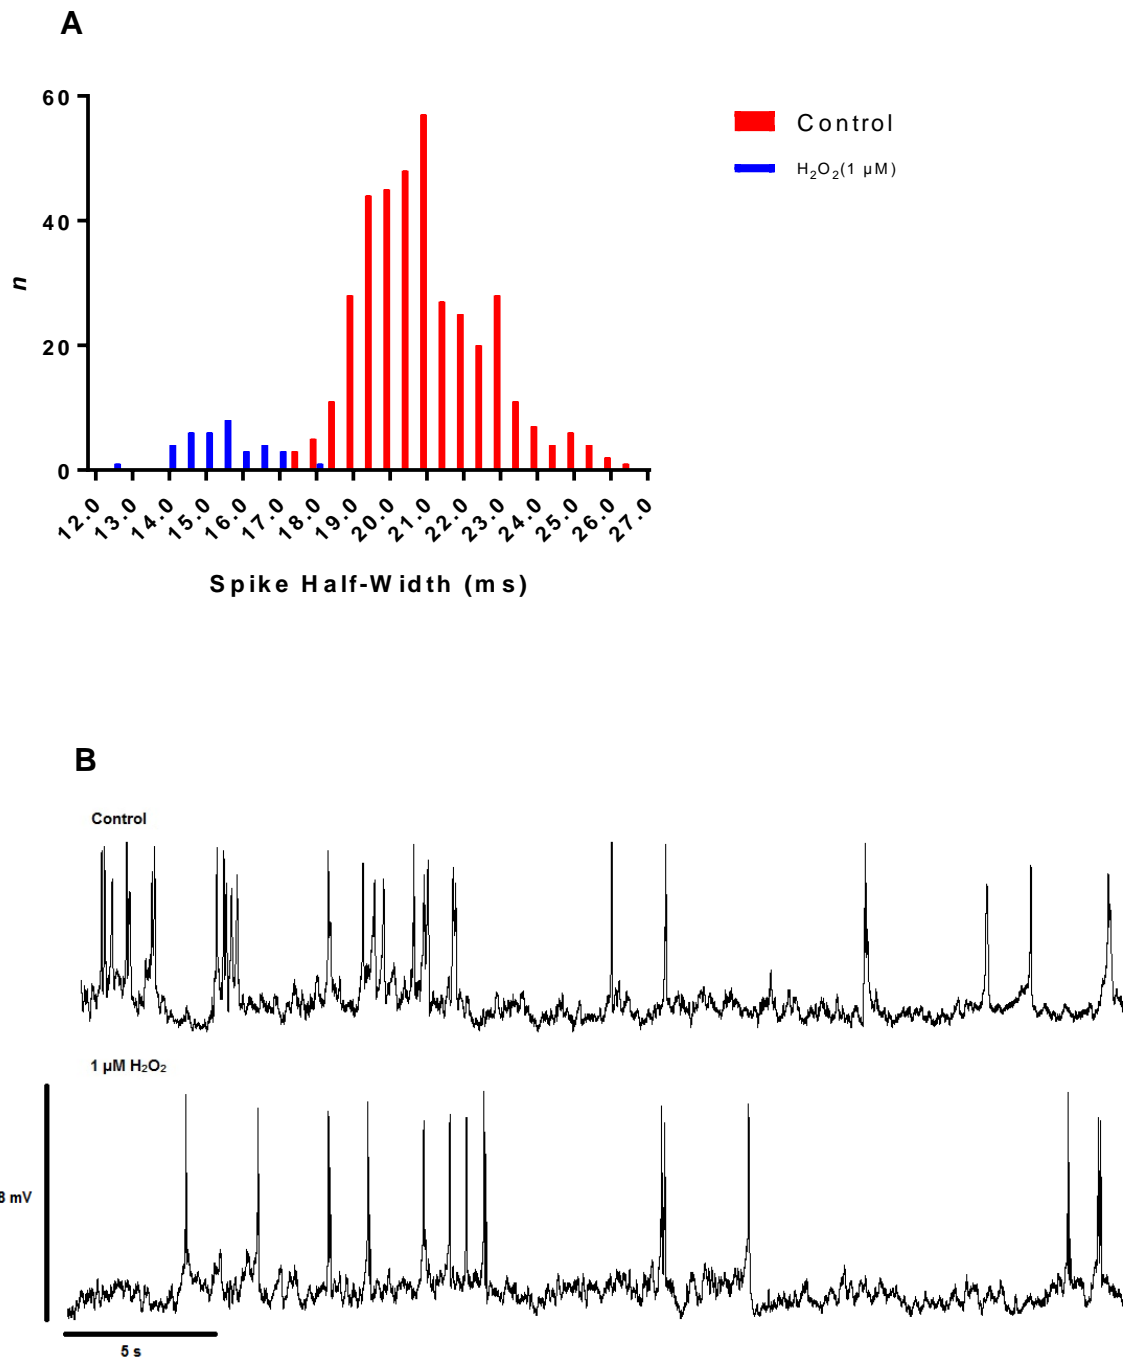 A
60
40
20
0
n
12.0 13.0 14.0 15.0 16.0 17.0 18.0 19.0 20.0 21.0 22.0 23.0 24.0 25.0 26.0 27.0
Spike Half-Width (ms)
Control
H₂O₂(1 µM)
B
Control
1 µM H₂O₂
8 mV
5 s